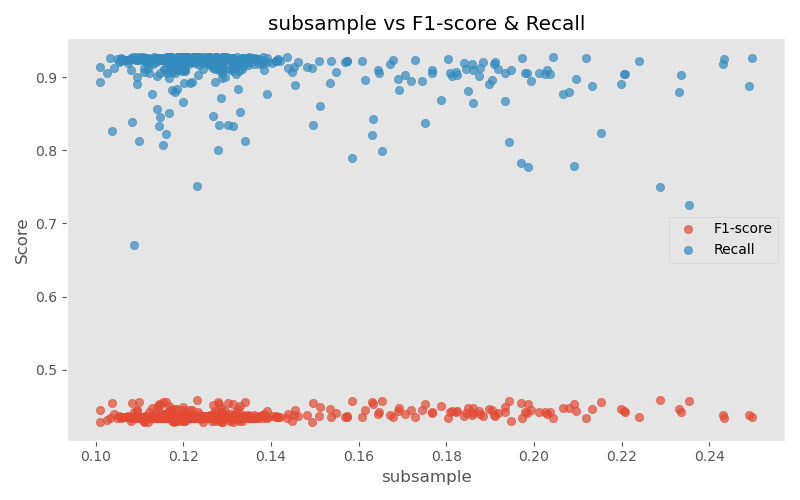 subsample vs F1-score & Recall
0.9
0.8
0.7
0.6
0.5
Score
F1-score
Recall
0.10 0.12 0.14 0.16 0.18 0.20 0.22 0.24
subsample